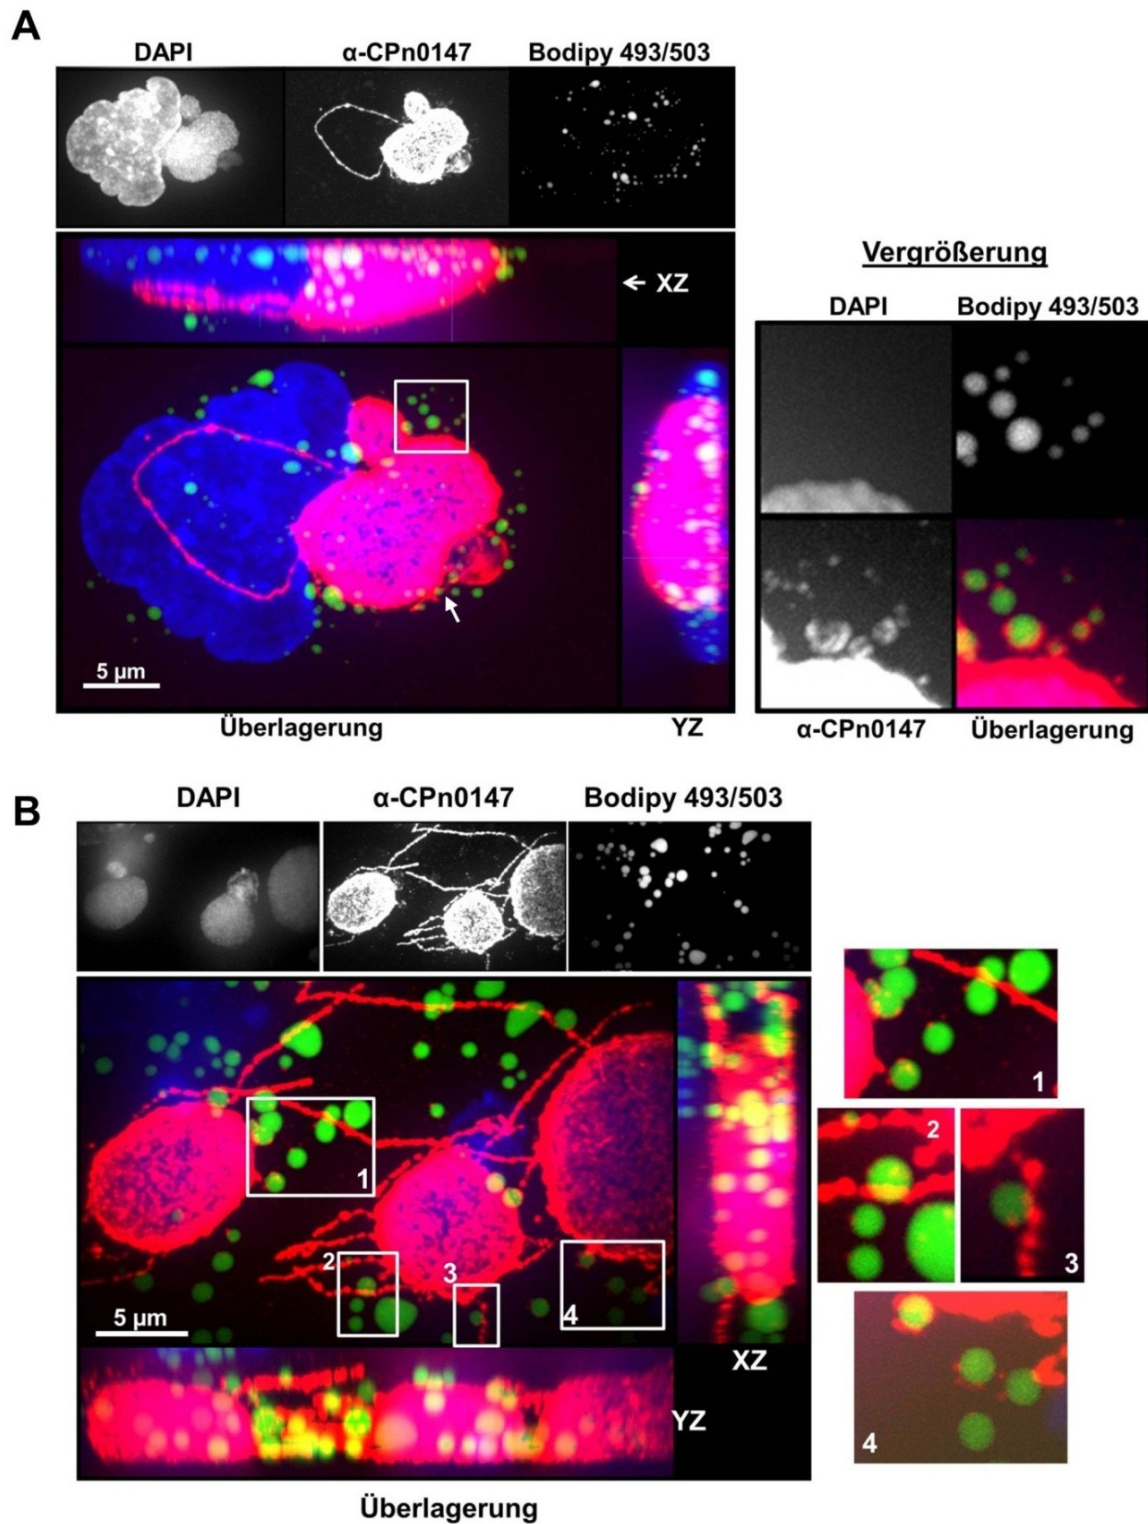 A
DAPI α-CPn0147 Bodipy 493/503
← XZ
5 µm
Überlagerung YZ
Vergrößerung
DAPI Bodipy 493/503
α-CPn0147 Überlagerung
B
DAPI α-CPn0147 Bodipy 493/503
1
2
3
4
5 µm
XZ
YZ
Überlagerung
1
2
3
4